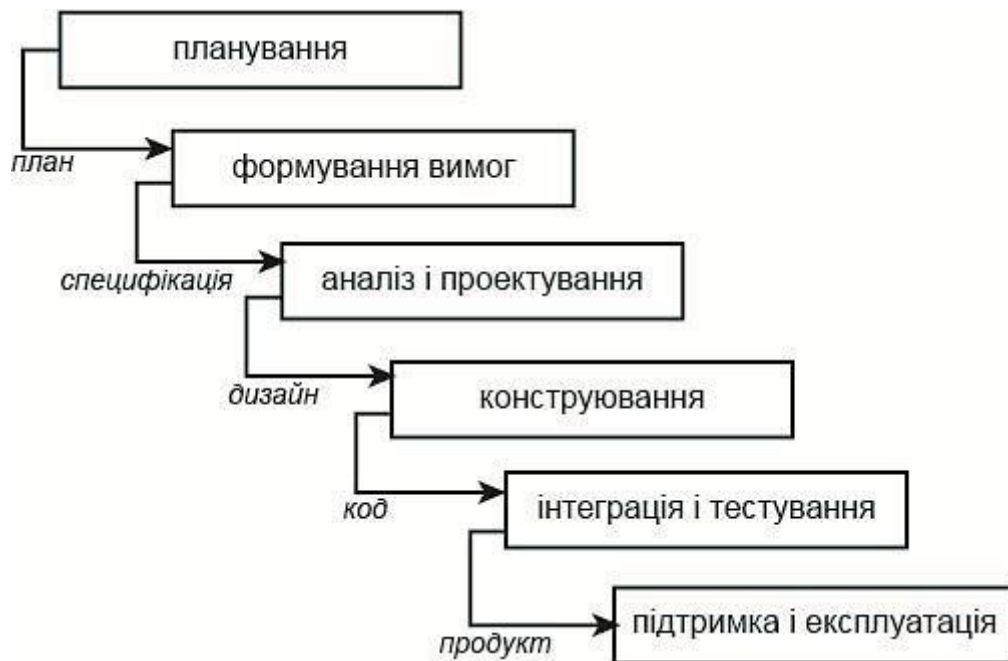 планування
план
формування вимог
специфікація
аналіз і проектування
дизайн
конструювання
код
інтеграція і тестування
продукт
підтримка і експлуатація